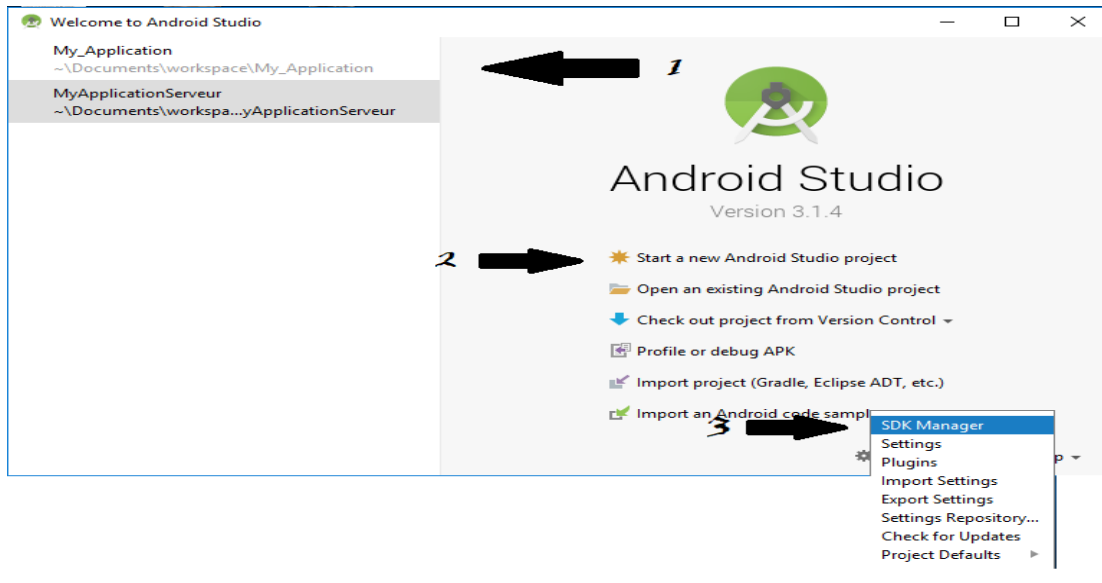 Welcome to Android Studio
My_Application
~\Documents\workspace\My_Application
MyApplicationServeur
~\Documents\workspa...yApplicationServeur
1
Android Studio
Version 3.1.4
2
Start a new Android Studio project
Open an existing Android Studio project
Check out project from Version Control
Profile or debug APK
Import project (Gradle, Eclipse ADT, etc.)
Import an Android code
3
SDK Manager
Settings
Plugins
Import Settings
Export Settings
Settings Repository...
Check for Updates
Project Defaults